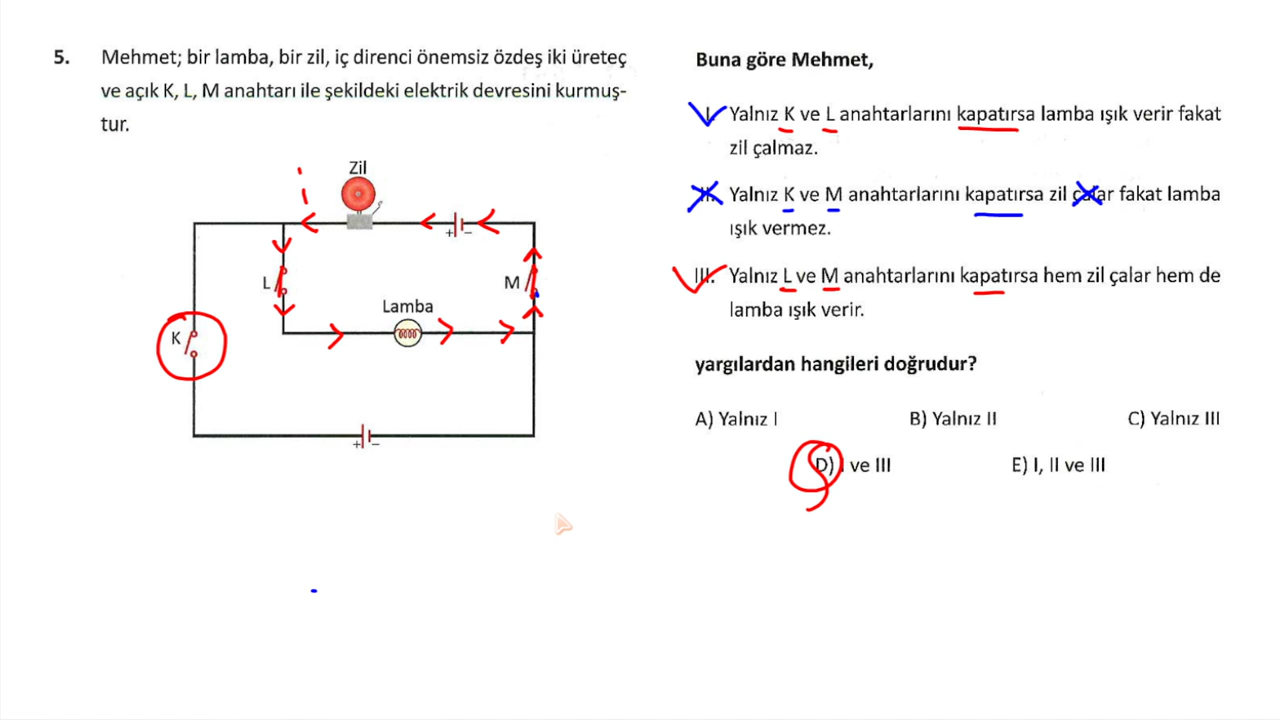 5. Mehmet; bir lamba, bir zil, iç direnci önemsiz özdeş iki üreteç
ve açık K, L, M anahtarı ile şekildeki elektrik devresini kurmuş-
tur.
Zil
i
+ −
L
M
Lamba
K
+ −
Buna göre Mehmet,
I. Yalnız K ve L anahtarlarını kapatırsa lamba ışık verir fakat
zil çalmaz.
II. Yalnız K ve M anahtarlarını kapatırsa zil çalar fakat lamba
ışık vermez.
III. Yalnız L ve M anahtarlarını kapatırsa hem zil çalar hem de
lamba ışık verir.
yargılardan hangileri doğrudur?
A) Yalnız I B) Yalnız II C) Yalnız III
D) I ve III E) I, II ve III